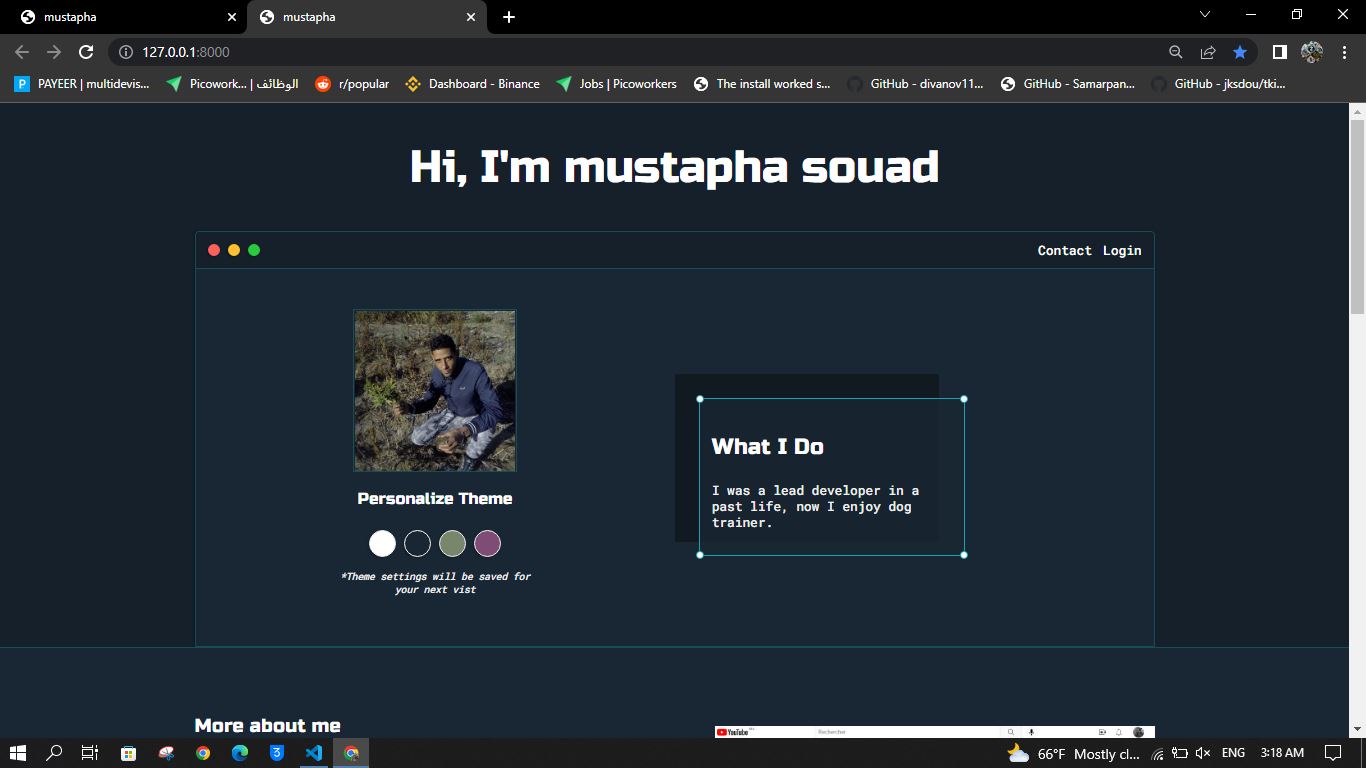 mustapha
mustapha
127.0.0.1:8000
PAYEER | multidevis...
Picowork... | الوظائف
r/popular
Dashboard - Binance
Jobs | Picoworkers
The install worked s...
GitHub - divanov11...
GitHub - Samarpan...
GitHub - jksdou/tki...
Hi, I'm mustapha souad
Contact Login
What I Do
I was a lead developer in a
past life, now I enjoy dog
trainer.
Personalize Theme
*Theme settings will be saved for
your next vist
More about me
YouTube
Rechercher
66°F Mostly cl...
ENG
3:18 AM